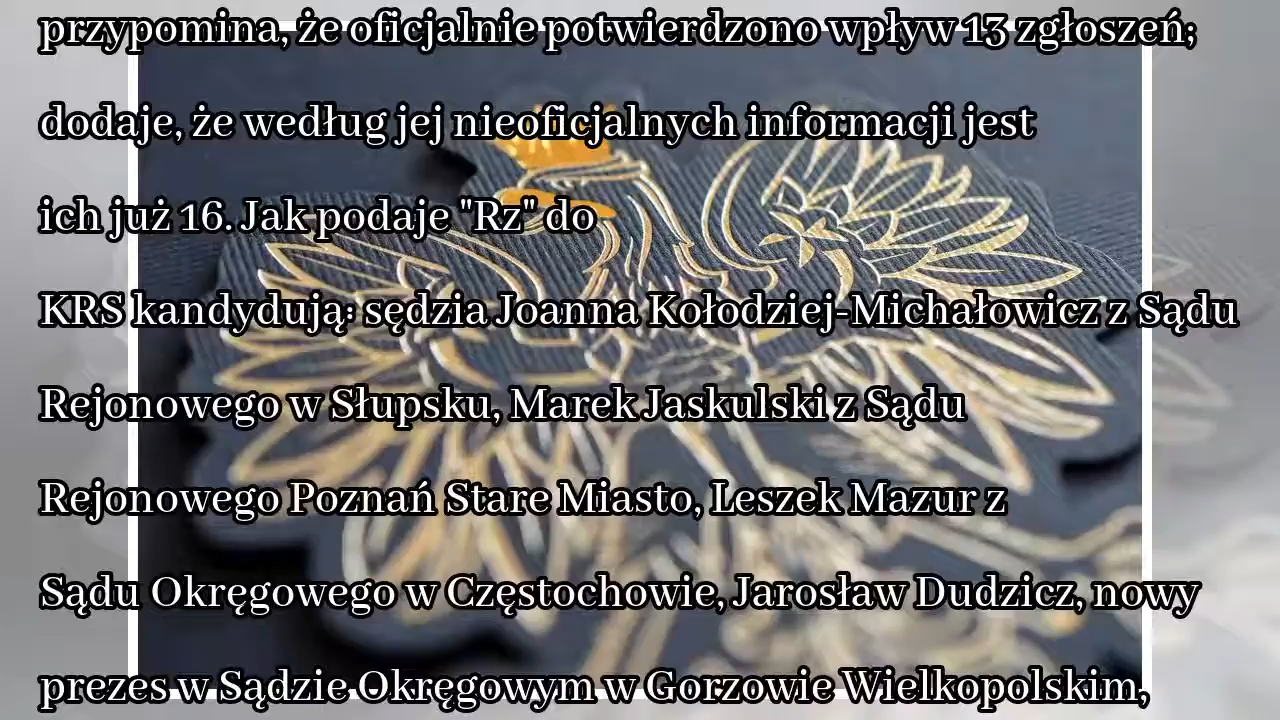 przypomina, że oficjalnie potwierdzono wpływ 13 zgłoszeń;
dodaje, że według jej nieoficjalnych informacji jest
ich już 16. Jak podaje "Rz" do
KRS kandydują: sędzia Joanna Kołodziej-Michałowicz z Sądu
Rejonowego w Słupsku, Marek Jaskulski z Sądu
Rejonowego Poznań Stare Miasto, Leszek Mazur z
Sądu Okręgowego w Częstochowie, Jarosław Dudzicz, nowy
prezes w Sądzie Okręgowym w Gorzowie Wielkopolskim,